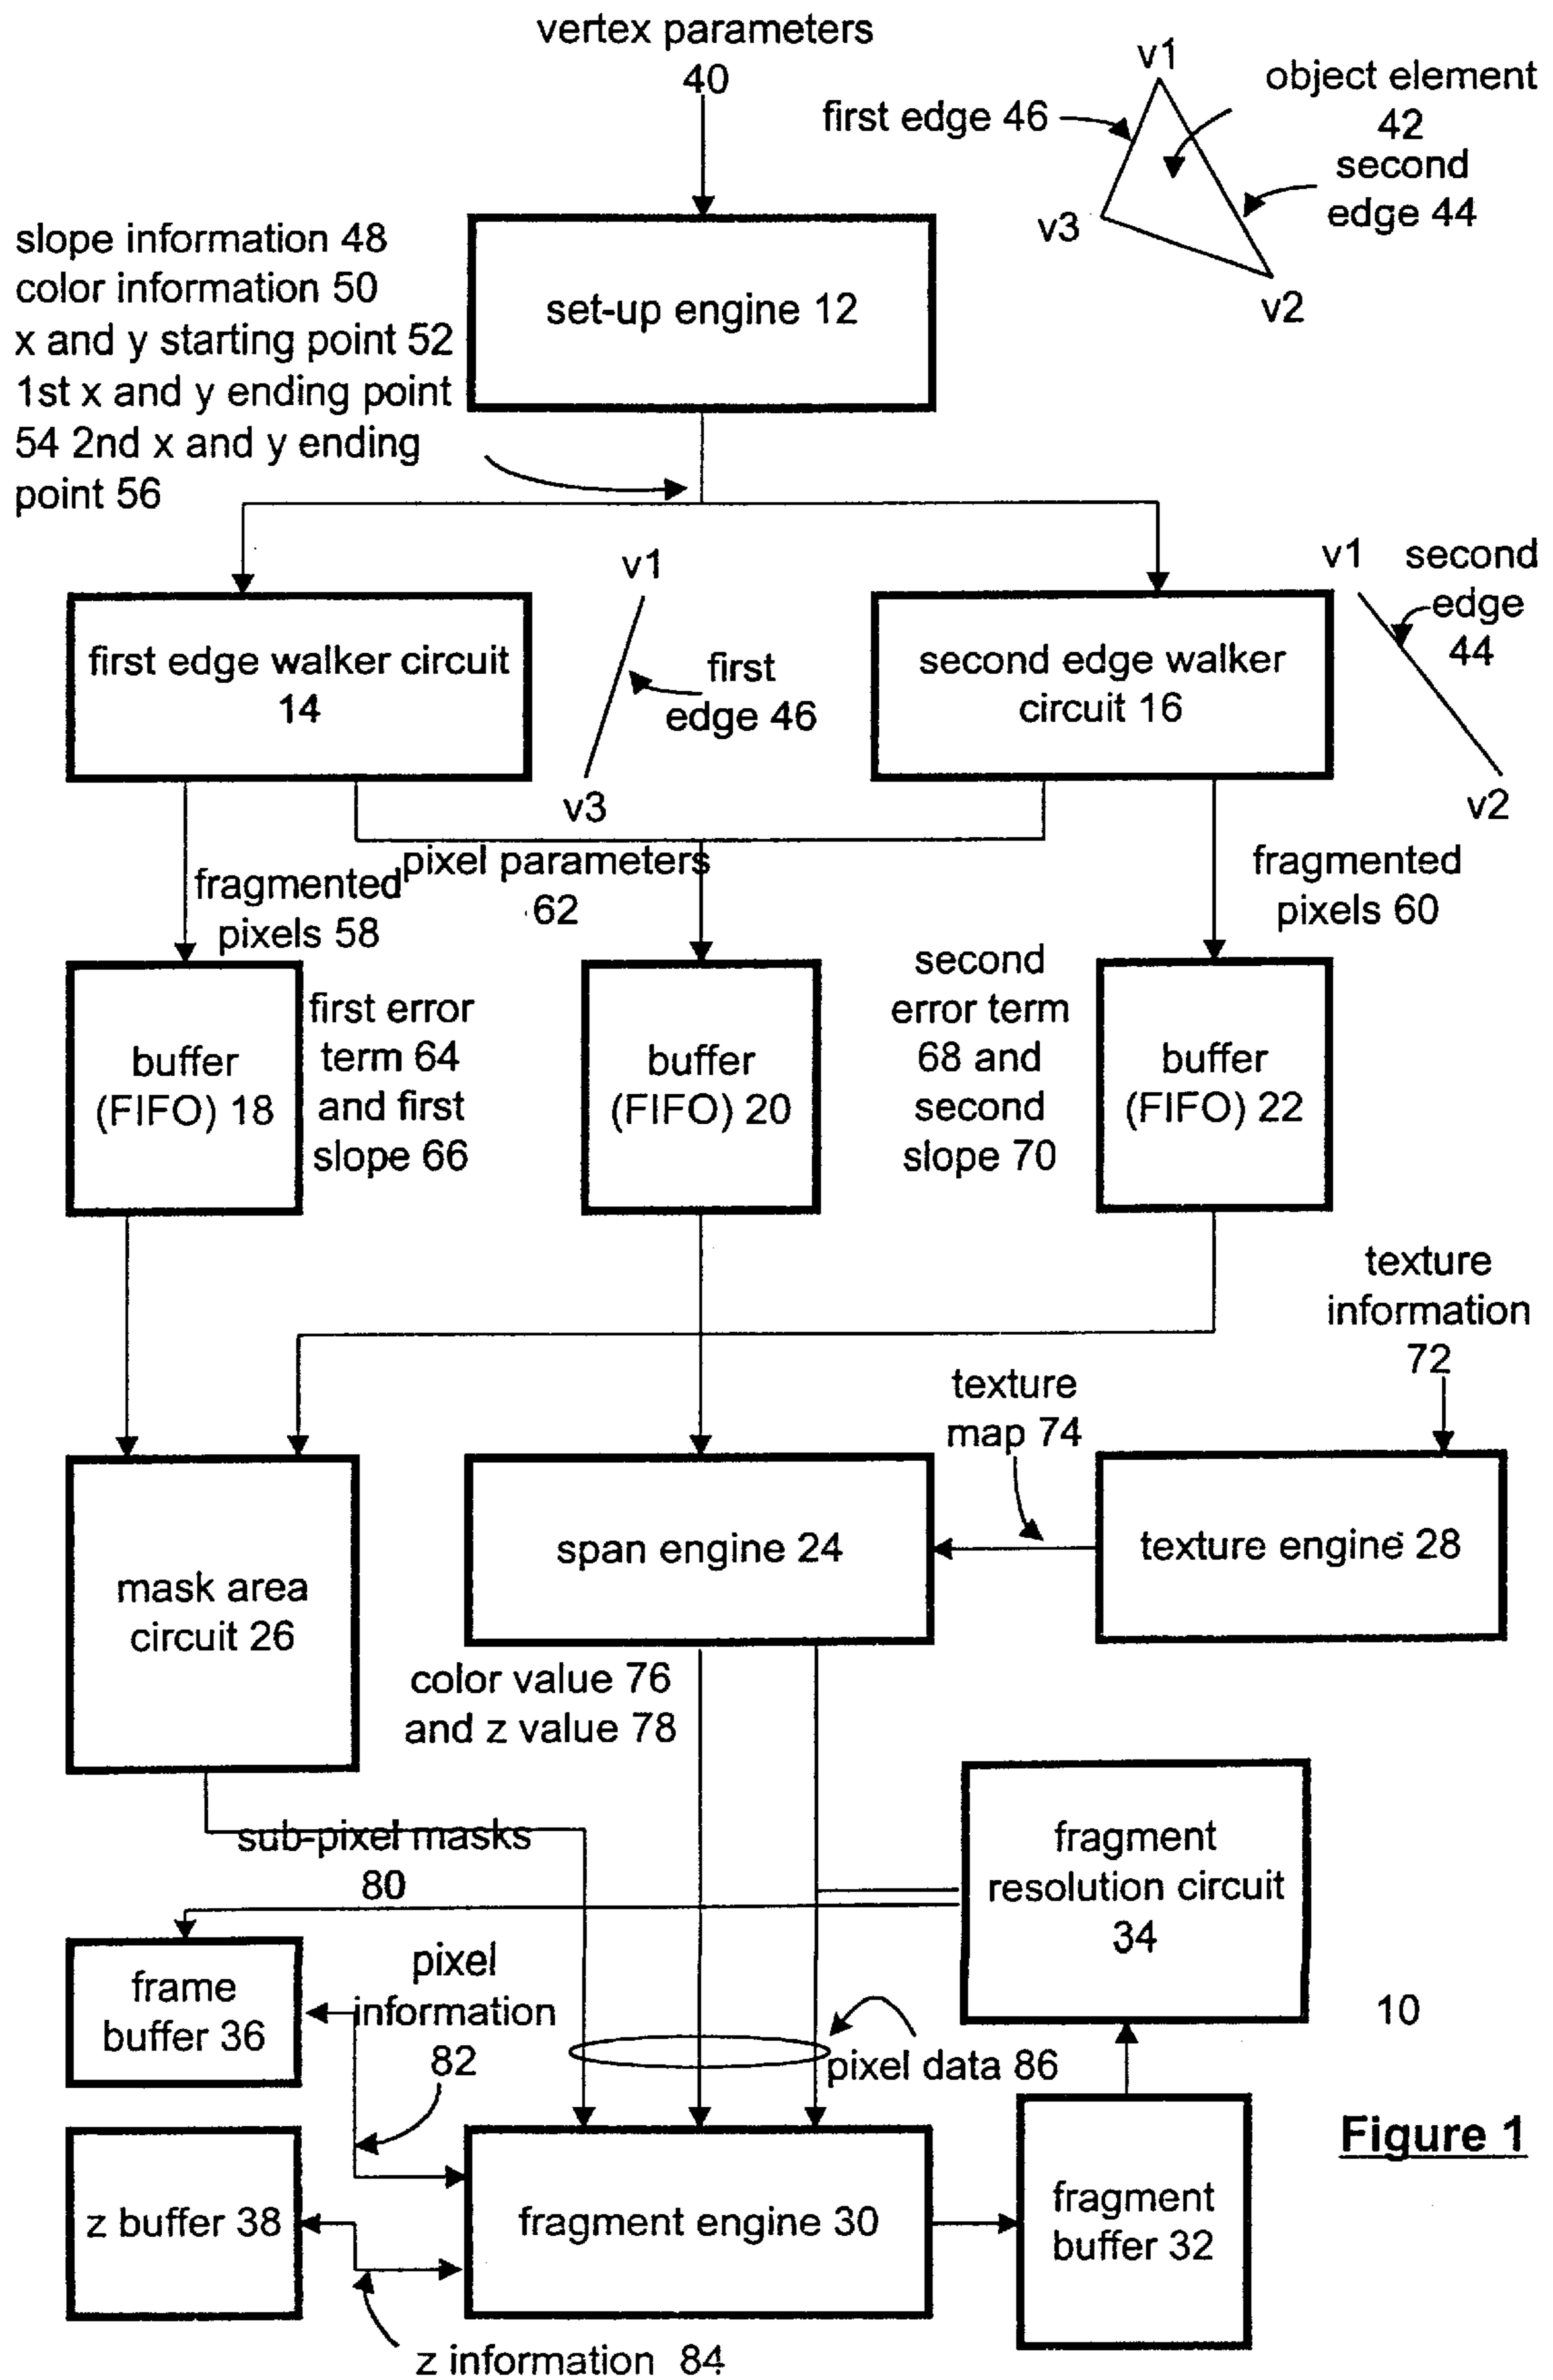 vertex parameters
40
v1
first edge 46
object element
42
second
edge 44
v3
v2
slope information 48
color information 50
x and y starting point 52
1st x and y ending point
54 2nd x and y ending
point 56
set-up engine 12
first edge walker circuit
14
v1
first
edge 46
v3
second edge walker
circuit 16
v1
second
edge
44
v2
fragmented
pixels 58
pixel parameters
62
fragmented
pixels 60
buffer
(FIFO) 18
first error
term 64
and first
slope 66
buffer
(FIFO) 20
second
error term
68 and
second
slope 70
buffer
(FIFO) 22
texture
information
72
texture
map 74
mask area
circuit 26
span engine 24
texture engine 28
color value 76
and z value 78
sub-pixel masks
80
fragment
resolution circuit
34
frame
buffer 36
pixel
information
82
pixel data 86
10
z buffer 38
fragment engine 30
fragment
buffer 32
Figure 1
z information 84